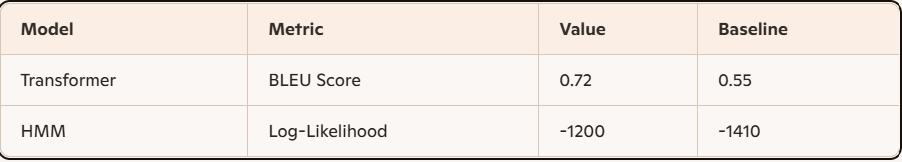 Model Metric Value Baseline
Transformer BLEU Score 0.72 0.55
HMM Log-Likelihood -1200 -1410